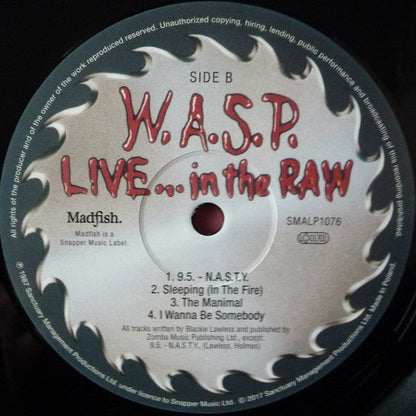 All rights of the producer and of the owner of the work reproduced reserved. Unauthorized copying, hiring, lending, public performance and broadcasting of this record prohibited.
SIDE B
W.A.S.P.
LIVE... in the RAW
Madfish.
Madfish is a
Snapper Music Label.
SMALP1076
LC 01701
1. 9.5. - N.A.S.T.Y.
2. Sleeping (In The Fire)
3. The Manimal
4. I Wanna Be Somebody
All tracks written by Blackie Lawless and published by
Zomba Music Publishing Ltd., except:
9.5. - N.A.S.T.Y., (Lawless, Holmes)
℗ 1987 Sanctuary Management Productions Ltd. under licence to Snapper Music Ltd. © 2017 Sanctuary Management Productions Ltd. Made in Poland.